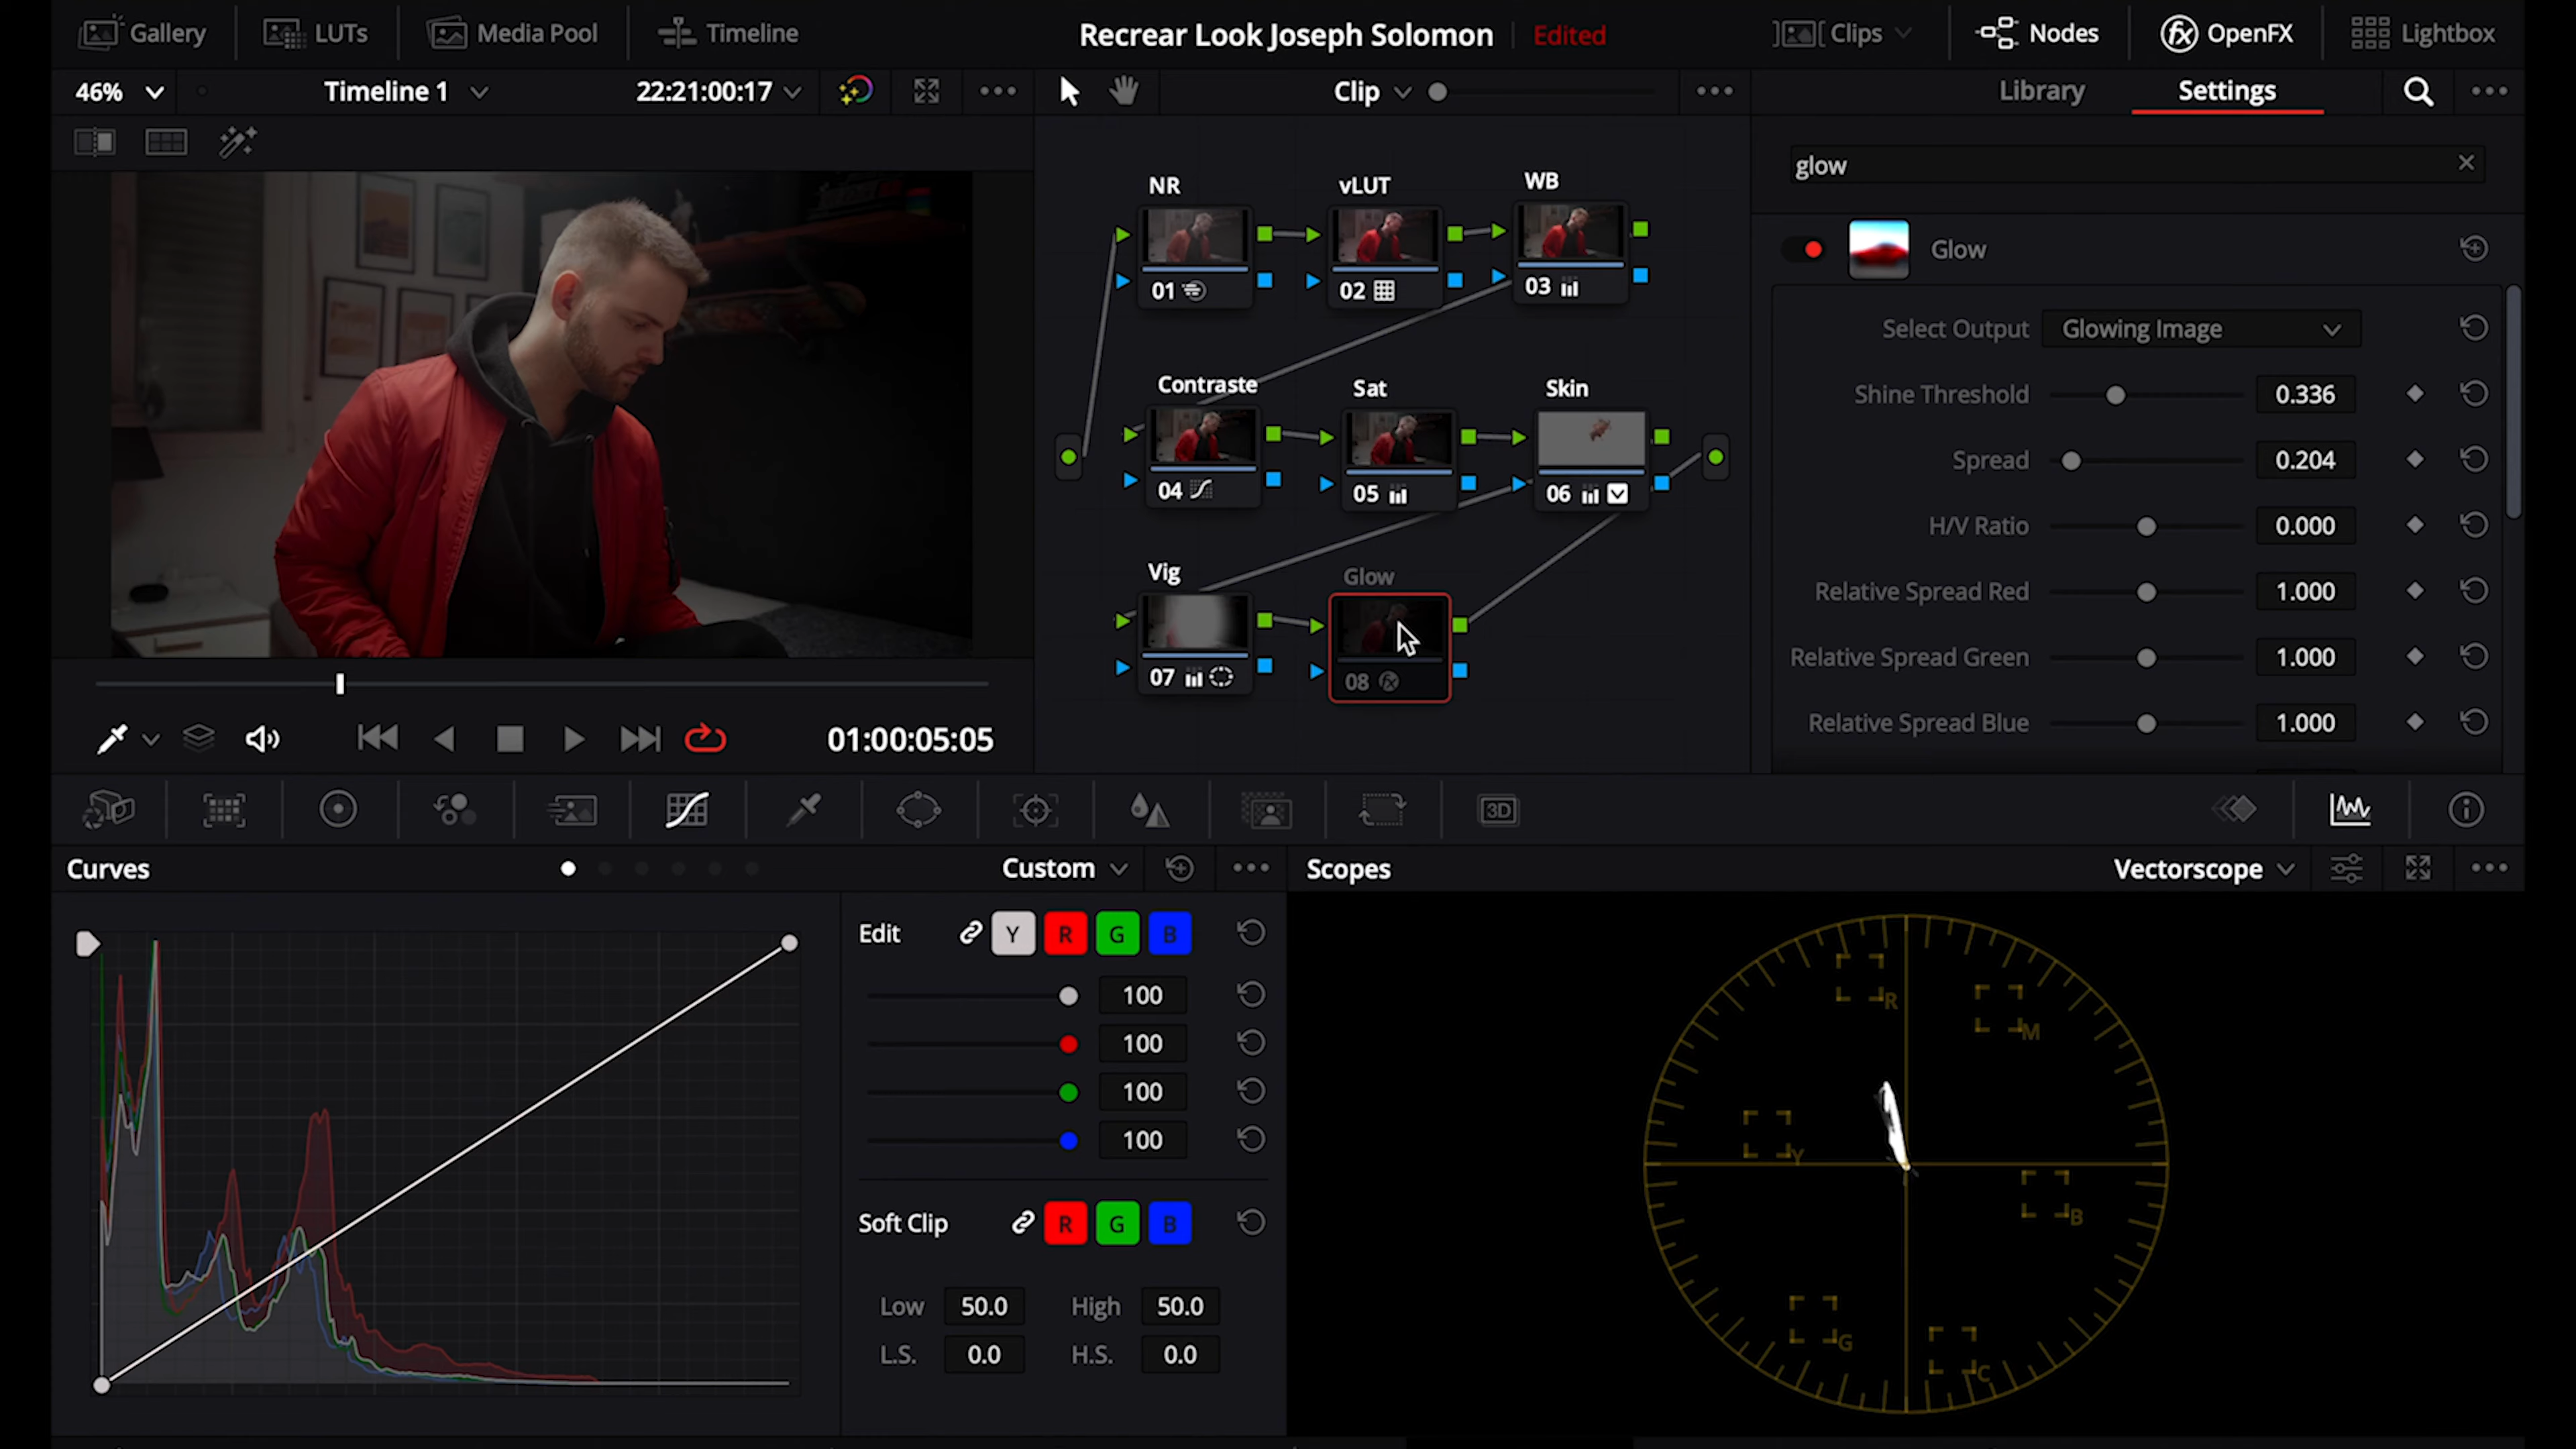 Gallery LUTs Media Pool Timeline Recrear Look Joseph Solomon Edited Clips Nodes OpenFX Lightbox
46% Timeline 1 22:21:00:17 Clip Library Settings
glow
Glow
Select Output Glowing Image
Shine Threshold 0.336
Spread 0.204
H/V Ratio 0.000
Relative Spread Red 1.000
Relative Spread Green 1.000
Relative Spread Blue 1.000
NR vLUT WB
01 02 03
Contraste Sat Skin
04 05 06
Vig Glow
07 08
01:00:05:05
3D
Curves Custom Scopes Vectorscope
Edit Y R G B
100
100
100
100
Soft Clip R G B
Low 50.0 High 50.0
L.S. 0.0 H.S. 0.0
R
M
Y
B
G
C